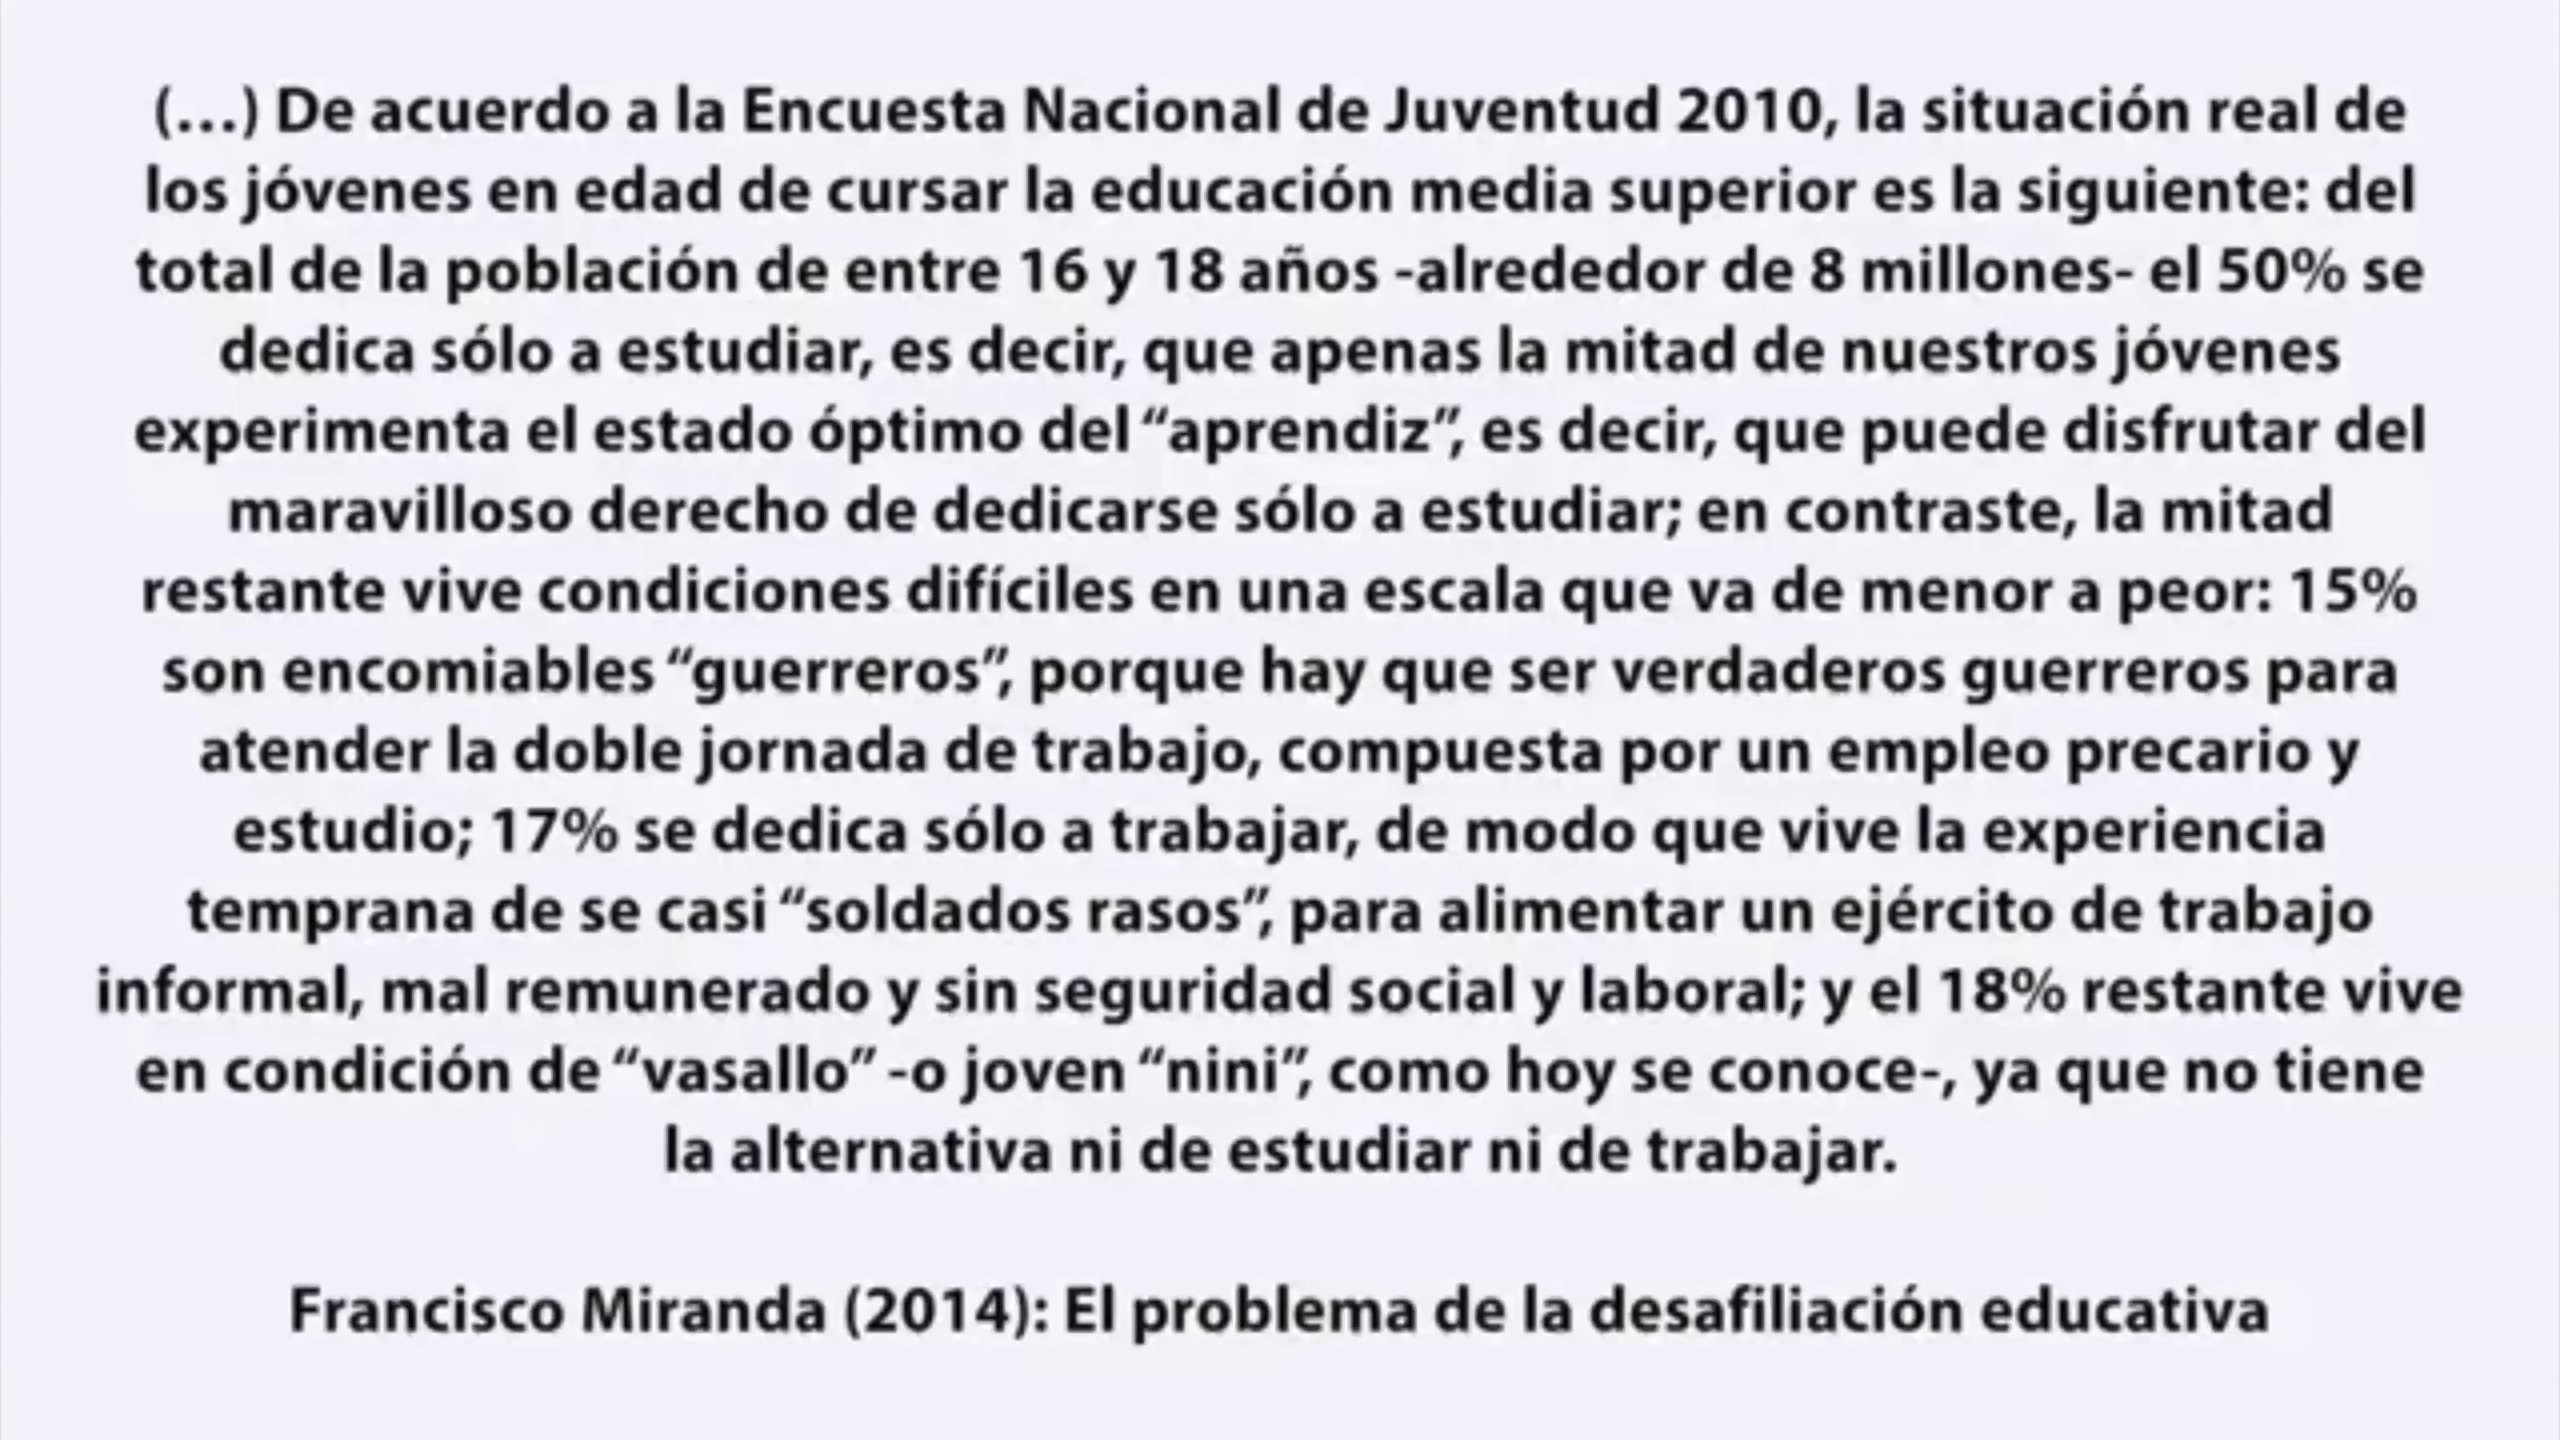 (...) De acuerdo a la Encuesta Nacional de Juventud 2010, la situación real de
los jóvenes en edad de cursar la educación media superior es la siguiente: del
total de la población de entre 16 y 18 años -alrededor de 8 millones- el 50% se
dedica sólo a estudiar, es decir, que apenas la mitad de nuestros jóvenes
experimenta el estado óptimo del “aprendiz”, es decir, que puede disfrutar del
maravilloso derecho de dedicarse sólo a estudiar; en contraste, la mitad
restante vive condiciones difíciles en una escala que va de menor a peor: 15%
son encomiables “guerreros”, porque hay que ser verdaderos guerreros para
atender la doble jornada de trabajo, compuesta por un empleo precario y
estudio; 17% se dedica sólo a trabajar, de modo que vive la experiencia
temprana de se casi “soldados rasos”, para alimentar un ejército de trabajo
informal, mal remunerado y sin seguridad social y laboral; y el 18% restante vive
en condición de “vasallo” -o joven “nini”, como hoy se conoce-, ya que no tiene
la alternativa ni de estudiar ni de trabajar.
Francisco Miranda (2014): El problema de la desafiliación educativa